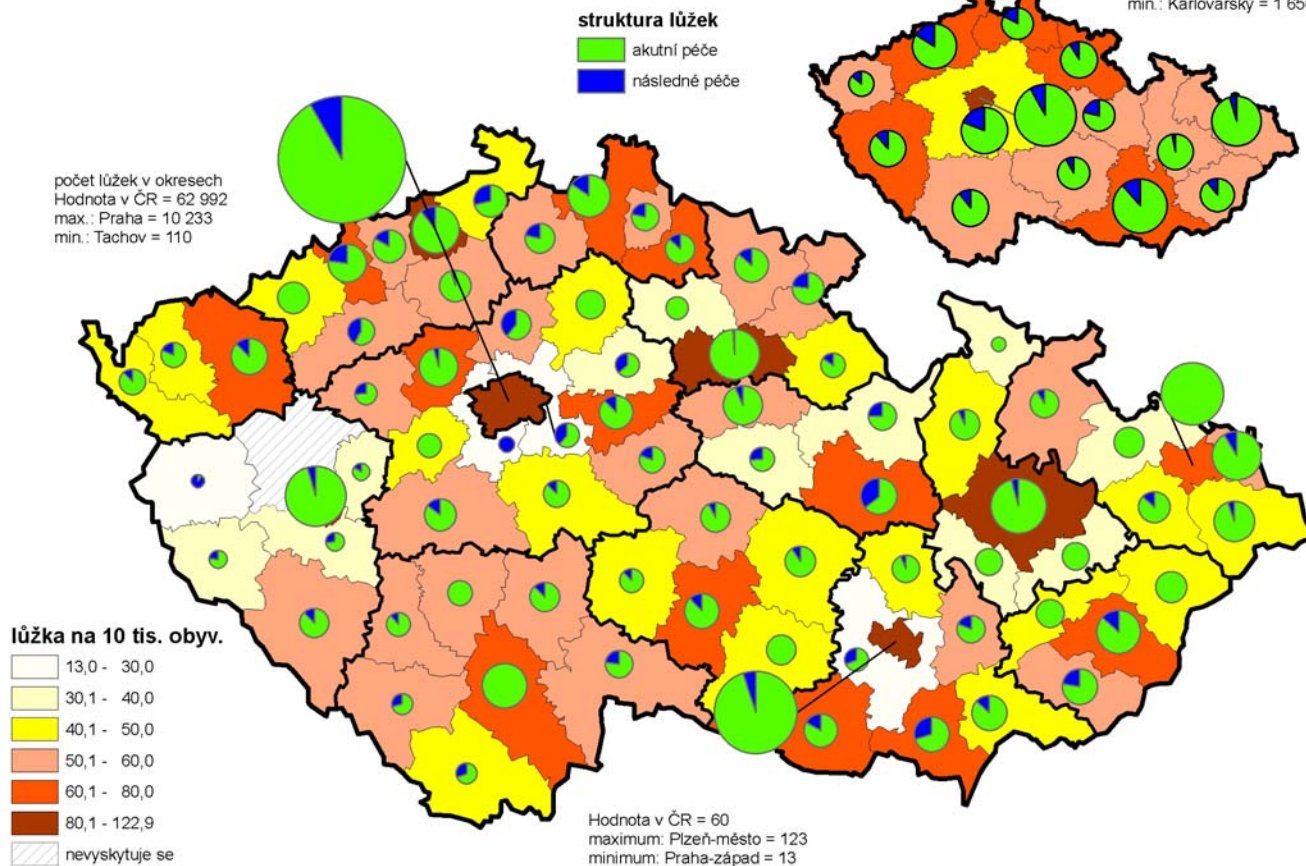 struktura lůžek
akutní péče
následné péče
min.: Karlovarský = 1 65
počet lůžek v okresech
Hodnota v ČR = 62 992
max.: Praha = 10 233
min.: Tachov = 110
lůžka na 10 tis. obyv.
13,0 - 30,0
30,1 - 40,0
40,1 - 50,0
50,1 - 60,0
60,1 - 80,0
80,1 - 122,9
nevyskytuje se
Hodnota v ČR = 60
maximum: Plzeň-město = 123
minimum: Praha-západ = 13